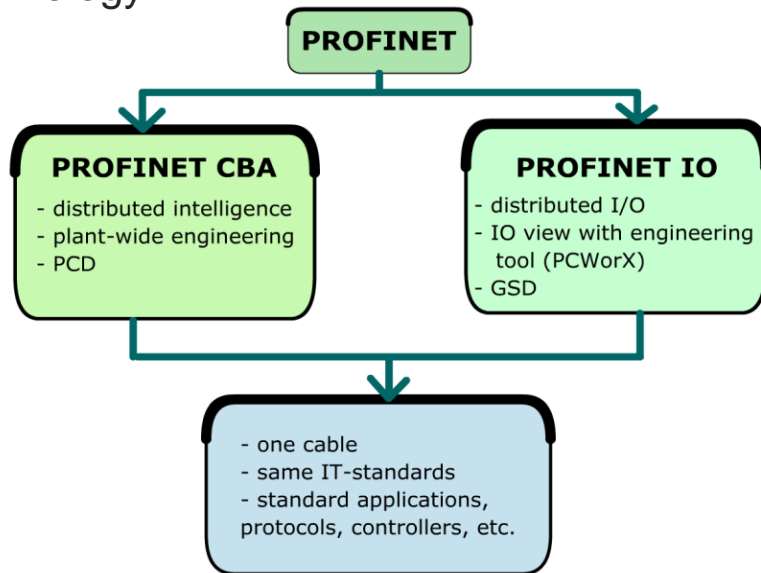 ology
PROFINET
PROFINET CBA
- distributed intelligence
- plant-wide engineering
- PCD
PROFINET IO
- distributed I/O
- IO view with engineering
tool (PCWorX)
- GSD
- one cable
- same IT-standards
- standard applications,
protocols, controllers, etc.